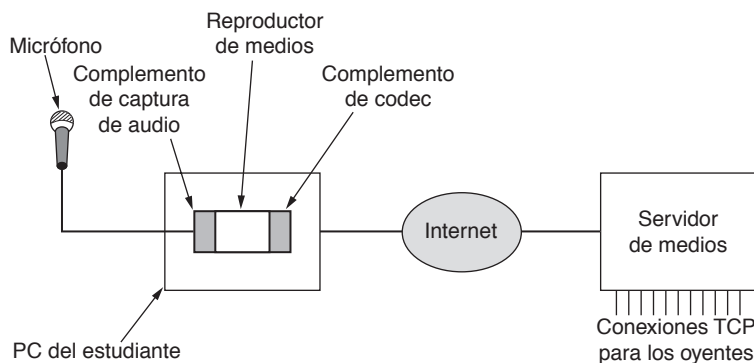 Micrófono
Complemento
de captura
de audio
Reproductor
de medios
Complemento
de codec
Internet
Servidor
de medios
PC del estudiante
Conexiones TCP
para los oyentes